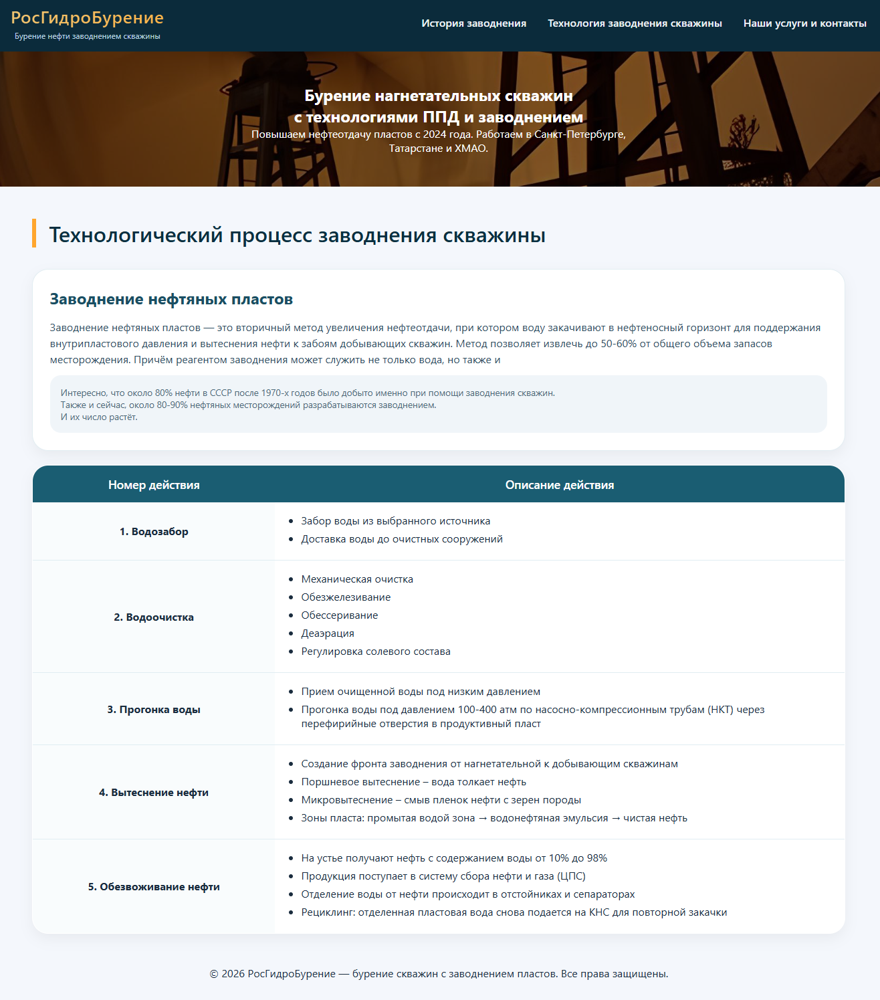 РосГидроБурение
Бурение нефти заводнением скважины
История заводнения
Технология заводнения скважины
Наши услуги и контакты
Бурение нагнетательных скважин
с технологиями ППД и заводнением
Повышаем нефтеотдачу пластов с 2024 года. Работаем в Санкт-Петербурге,
Татарстане и ХМАО.
Технологический процесс заводнения скважины
Заводнение нефтяных пластов
Заводнение нефтяных пластов — это вторичный метод увеличения нефтеотдачи, при котором воду закачивают в нефтеносный горизонт для поддержания
внутрипластового давления и вытеснения нефти к забоям добывающих скважин. Метод позволяет извлечь до 50-60% от общего объема запасов
месторождения. Причём реагентом заводнения может служить не только вода, но также и
Интересно, что около 80% нефти в СССР после 1970-х годов было добыто именно при помощи заводнения скважин.
Также и сейчас, около 80-90% нефтяных месторождений разрабатываются заводнением.
И их число растёт.
Номер действия
Описание действия
1. Водозабор
Забор воды из выбранного источника
Доставка воды до очистных сооружений
2. Водоочистка
Механическая очистка
Обезжелезивание
Обессеривание
Деаэрация
Регулировка солевого состава
3. Прогонка воды
Прием очищенной воды под низким давлением
Прогонка воды под давлением 100-400 атм по насосно-компрессионным трубам (НКТ) через
перефирийные отверстия в продуктивный пласт
4. Вытеснение нефти
Создание фронта заводнения от нагнетательной к добывающим скважинам
Поршневое вытеснение – вода толкает нефть
Микровытеснение – смыв пленок нефти с зерен породы
Зоны пласта: промытая водой зона → водонефтяная эмульсия → чистая нефть
5. Обезвоживание нефти
На устье получают нефть с содержанием воды от 10% до 98%
Продукция поступает в систему сбора нефти и газа (ЦПС)
Отделение воды от нефти происходит в отстойниках и сепараторах
Рециклинг: отделенная пластовая вода снова подается на КНС для повторной закачки
© 2026 РосГидроБурение — бурение скважин с заводнением пластов. Все права защищены.